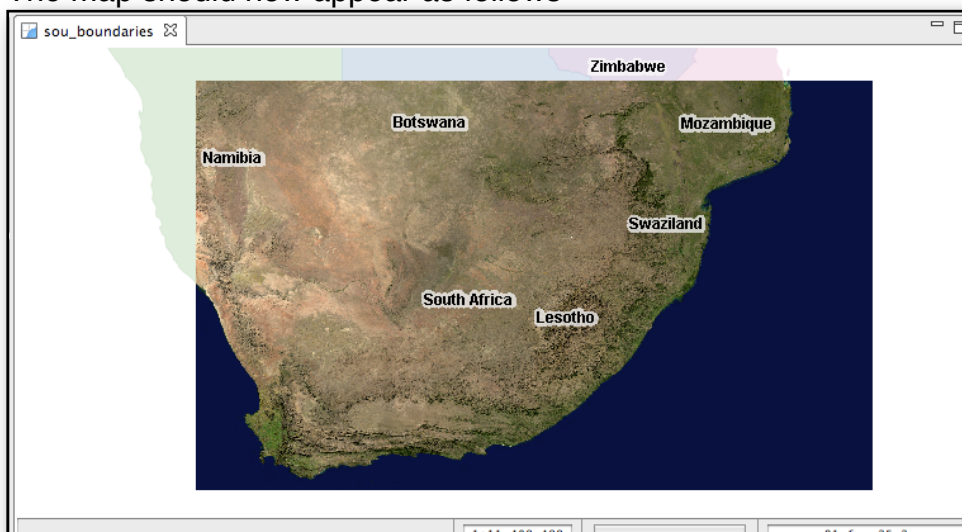 The map should now appear as follows
sou_boundaries
Zimbabwe
Botswana
Mozambique
Namibia
Swaziland
South Africa
Lesotho